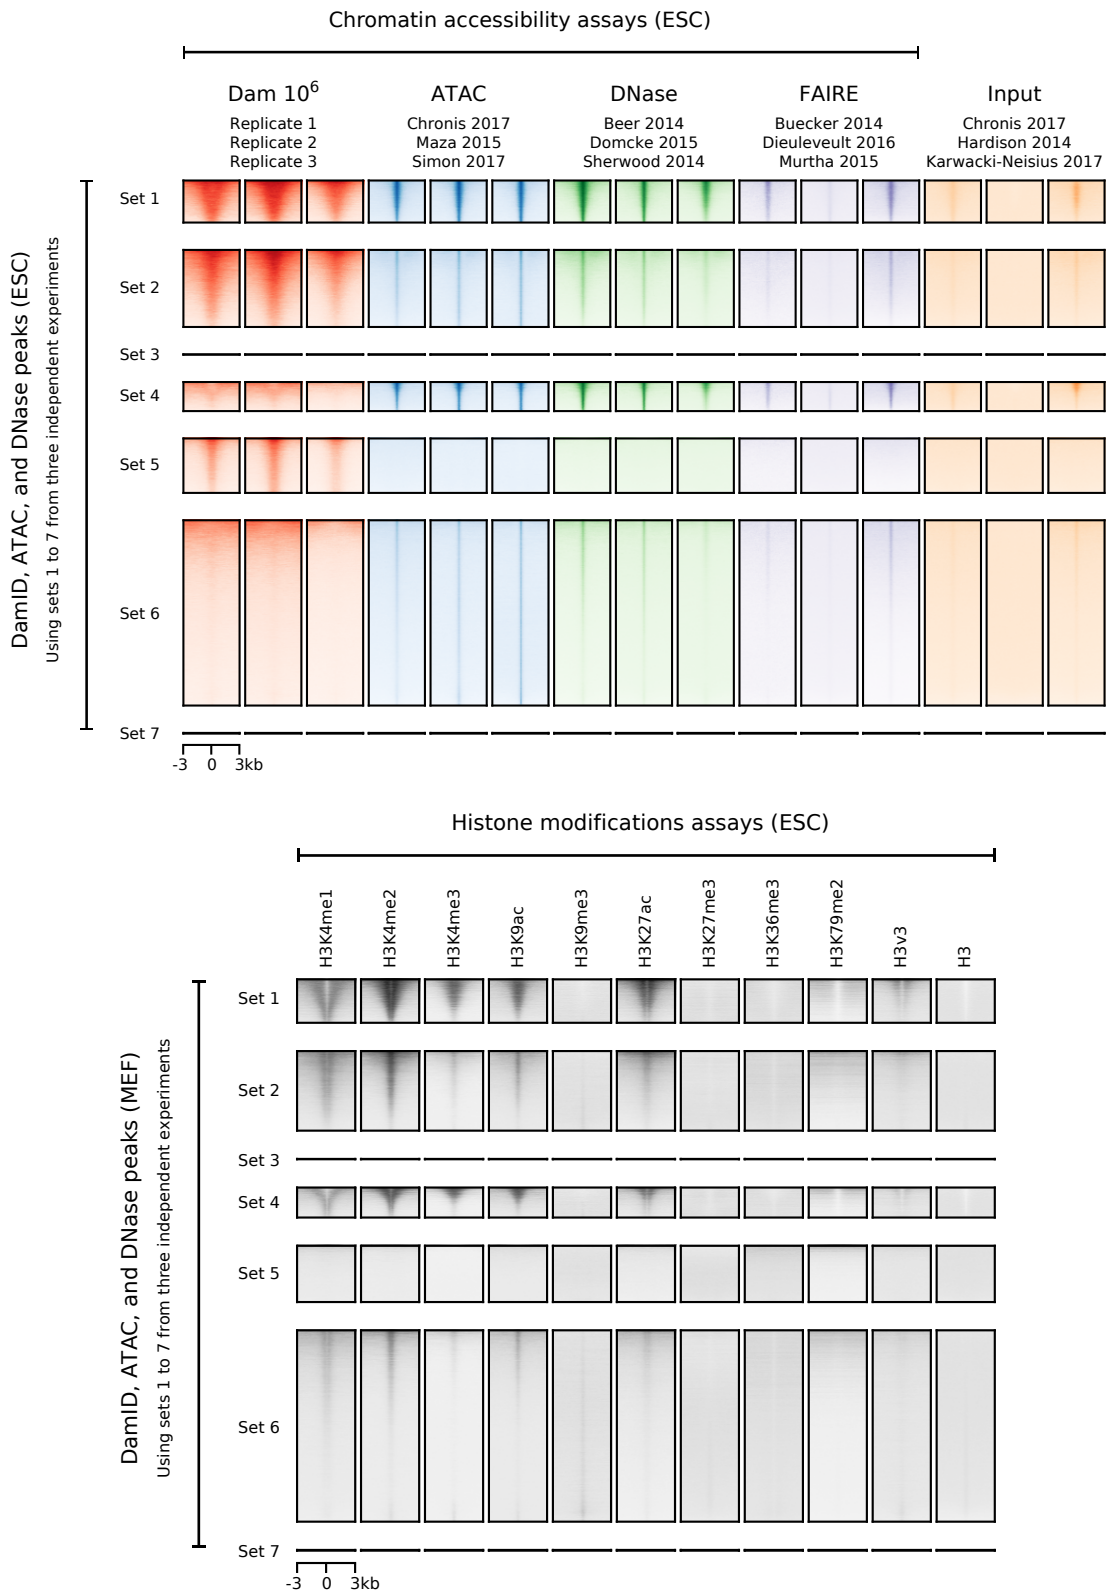 Chromatin accessibility assays (ESC)
Dam 10⁶ ATAC DNase FAIRE Input
Replicate 1 Chronis 2017 Beer 2014 Buecker 2014 Chronis 2017
Replicate 2 Maza 2015 Domcke 2015 Dieuleveult 2016 Hardison 2014
Replicate 3 Simon 2017 Sherwood 2014 Murtha 2015 Karwacki-Neisius 2017
DamID, ATAC, and DNase peaks (ESC)
Using sets 1 to 7 from three independent experiments
Set 1
Set 2
Set 3
Set 4
Set 5
Set 6
Set 7
-3 0 3kb
Histone modifications assays (ESC)
H3K4me1 H3K4me2 H3K4me3 H3K9ac H3K9me3 H3K27ac H3K27me3 H3K36me3 H3K79me2 H3v3 H3
DamID, ATAC, and DNase peaks (MEF)
Using sets 1 to 7 from three independent experiments
Set 1
Set 2
Set 3
Set 4
Set 5
Set 6
Set 7
-3 0 3kb